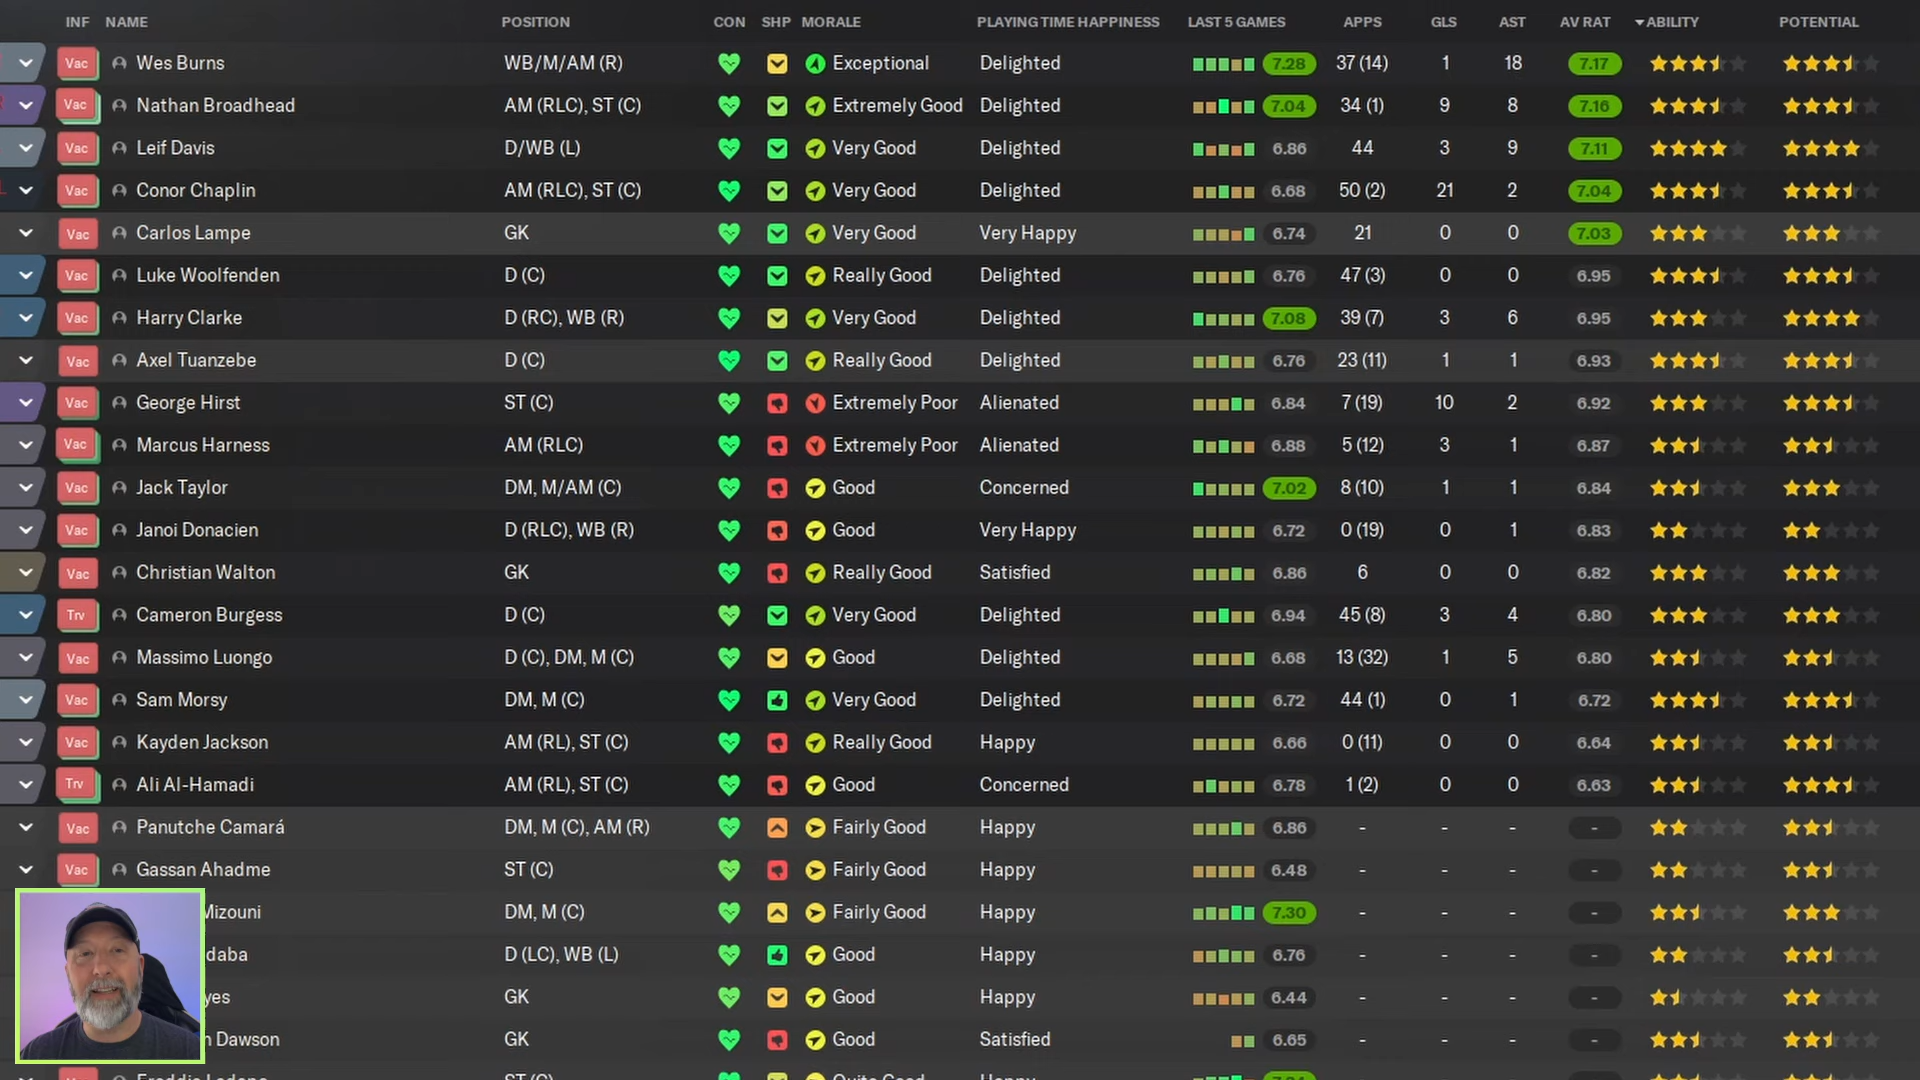 INF NAME POSITION CON SHP MORALE PLAYING TIME HAPPINESS LAST 5 GAMES APPS GLS AST AV RAT ABILITY POTENTIAL
Vac Wes Burns WB/M/AM (R) Exceptional Delighted 7.28 37 (14) 1 18 7.17
Vac Nathan Broadhead AM (RLC), ST (C) Extremely Good Delighted 7.04 34 (1) 9 8 7.16
Vac Leif Davis D/WB (L) Very Good Delighted 6.86 44 3 9 7.11
Vac Conor Chaplin AM (RLC), ST (C) Very Good Delighted 6.68 50 (2) 21 2 7.04
Vac Carlos Lampe GK Very Good Very Happy 6.74 21 0 0 7.03
Vac Luke Woolfenden D (C) Really Good Delighted 6.76 47 (3) 0 0 6.95
Vac Harry Clarke D (RC), WB (R) Very Good Delighted 7.08 39 (7) 3 6 6.95
Vac Axel Tuanzebe D (C) Really Good Delighted 6.76 23 (11) 1 1 6.93
Vac George Hirst ST (C) Extremely Poor Alienated 6.84 7 (19) 10 2 6.92
Vac Marcus Harness AM (RLC) Extremely Poor Alienated 6.88 5 (12) 3 1 6.87
Vac Jack Taylor DM, M/AM (C) Good Concerned 7.02 8 (10) 1 1 6.84
Vac Janoi Donacien D (RLC), WB (R) Good Very Happy 6.72 0 (19) 0 1 6.83
Vac Christian Walton GK Really Good Satisfied 6.86 6 0 0 6.82
Trv Cameron Burgess D (C) Very Good Delighted 6.94 45 (8) 3 4 6.80
Vac Massimo Luongo D (C), DM, M (C) Good Delighted 6.68 13 (32) 1 5 6.80
Vac Sam Morsy DM, M (C) Very Good Delighted 6.72 44 (1) 0 1 6.72
Vac Kayden Jackson AM (RL), ST (C) Really Good Happy 6.66 0 (11) 0 0 6.64
Trv Ali Al-Hamadi AM (RL), ST (C) Good Concerned 6.78 1 (2) 0 0 6.63
Vac Panutche Camará DM, M (C), AM (R) Fairly Good Happy 6.86 - - - -
Vac Gassan Ahadme ST (C) Fairly Good Happy 6.48 - - - -
Mizouni DM, M (C) Fairly Good Happy 7.30 - - - -
daba D (LC), WB (L) Good Happy 6.76 - - - -
yes GK Good Happy 6.44 - - - -
Dawson GK Good Satisfied 6.65 - - - -